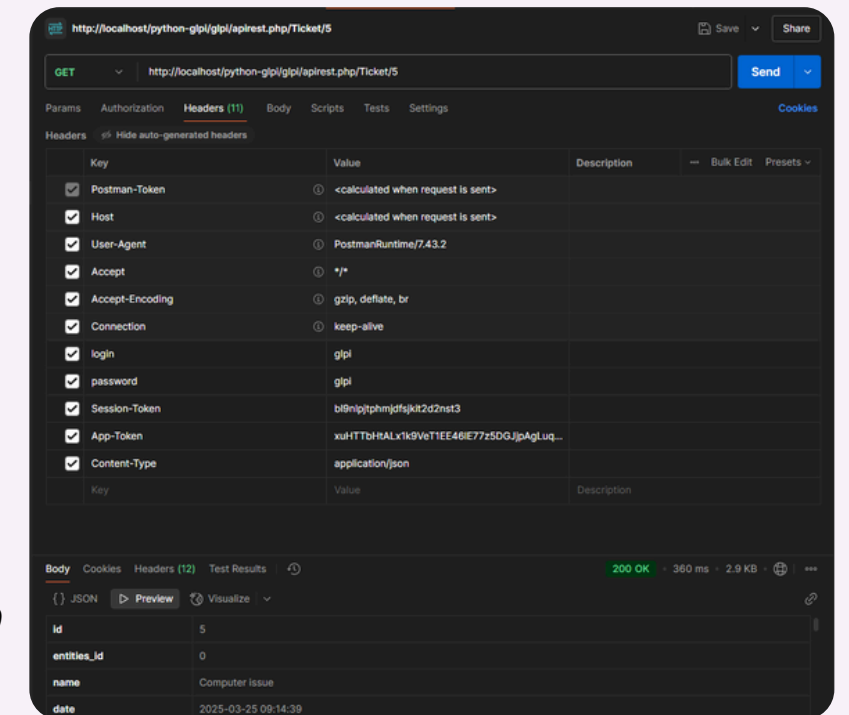 HTTP http://localhost/python-glpi/glpi/apirest.php/Ticket/5 Save Share
GET http://localhost/python-glpi/glpi/apirest.php/Ticket/5 Send
Params Authorization Headers (11) Body Scripts Tests Settings Cookies
Headers Hide auto-generated headers
Key Value Description Bulk Edit Presets
Postman-Token <calculated when request is sent>
Host <calculated when request is sent>
User-Agent PostmanRuntime/7.43.2
Accept */*
Accept-Encoding gzip, deflate, br
Connection keep-alive
login glpi
password glpi
Session-Token
App-Token
Content-Type application/json
Key Value Description
Body Cookies Headers (12) Test Results 200 OK • 360 ms • 2.9 KB
{} JSON Preview Visualize
id 5
entities_id 0
name Computer issue
date 2025-03-25 09:14:39